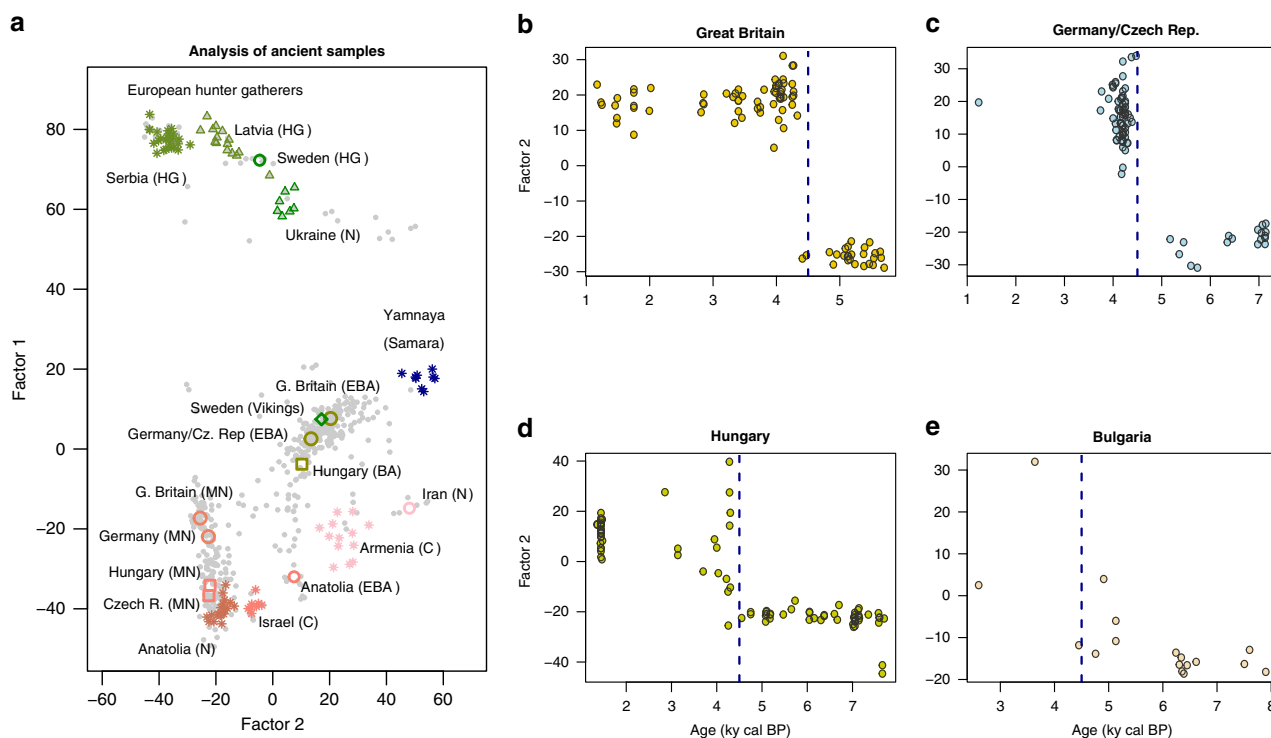 a
Analysis of ancient samples
European hunter gatherers
Latvia (HG )
Sweden (HG )
Serbia (HG)
Ukraine (N)
Yamnaya
(Samara)
G. Britain (EBA)
Sweden (Vikings)
Germany/Cz. Rep (EBA)
Hungary (BA)
G. Britain (MN)
Iran (N)
Germany (MN)
Armenia (C )
Hungary (MN)
Anatolia (EBA )
Czech R. (MN)
Israel (C)
Anatolia (N)
80
60
40
20
0
−20
−40
Factor 1
−60 −40 −20 0 20 40 60
Factor 2
b
Great Britain
30
20
10
0
−10
−20
−30
Factor 2
1 2 3 4 5
c
Germany/Czech Rep.
30
20
10
0
−10
−20
−30
1 2 3 4 5 6 7
d
Hungary
40
20
0
−20
−40
Factor 2
2 3 4 5 6 7
Age (ky cal BP)
e
Bulgaria
30
20
10
0
−10
−20
3 4 5 6 7 8
Age (ky cal BP)